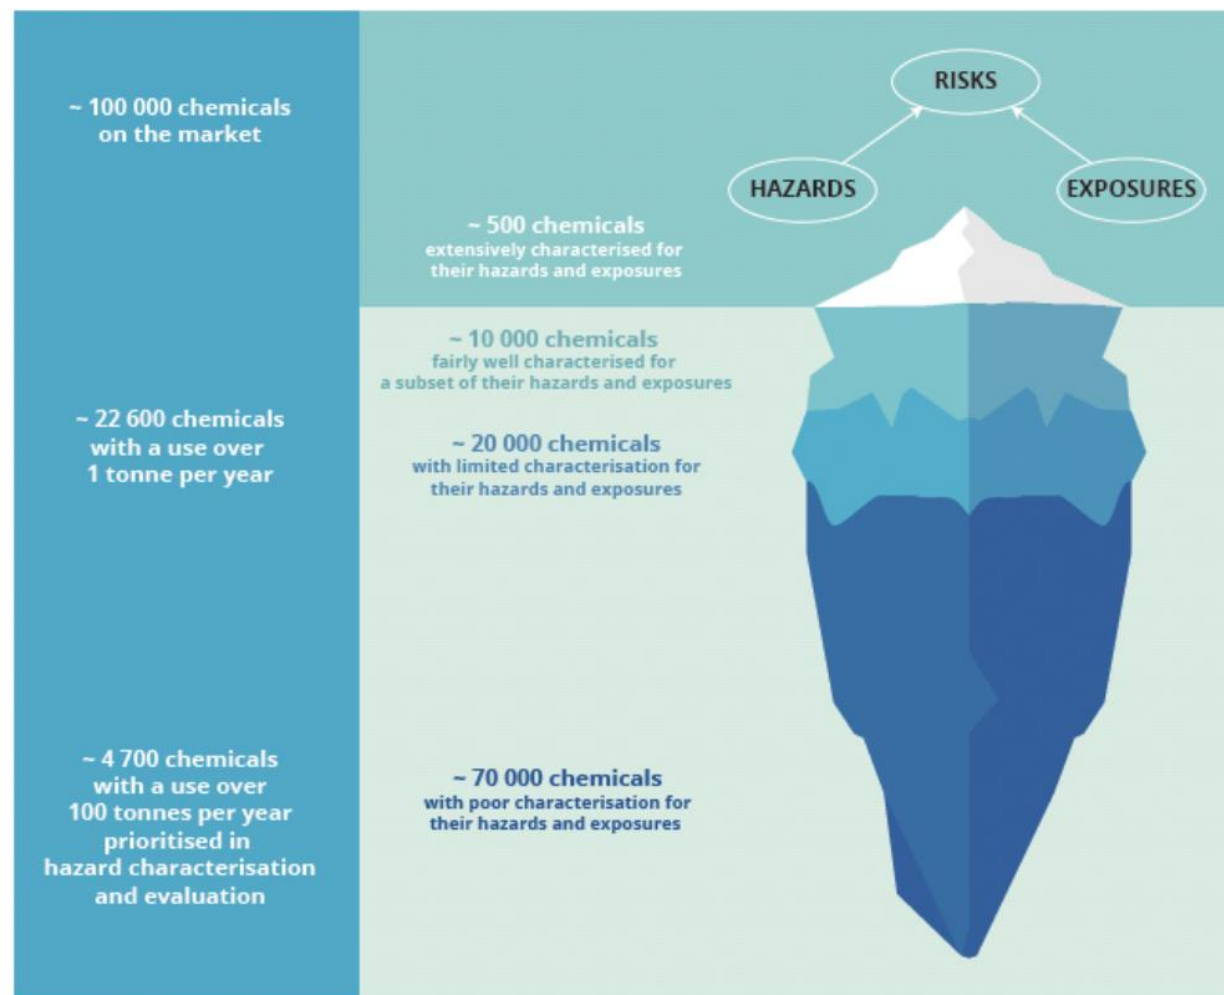 ~ 100 000 chemicals
on the market
~ 22 600 chemicals
with a use over
1 tonne per year
~ 4 700 chemicals
with a use over
100 tonnes per year
prioritised in
hazard characterisation
and evaluation
RISKS
HAZARDS
EXPOSURES
~ 500 chemicals
extensively characterised for
their hazards and exposures
~ 10 000 chemicals
fairly well characterised for
a subset of their hazards and exposures
~ 20 000 chemicals
with limited characterisation for
their hazards and exposures
~ 70 000 chemicals
with poor characterisation for
their hazards and exposures